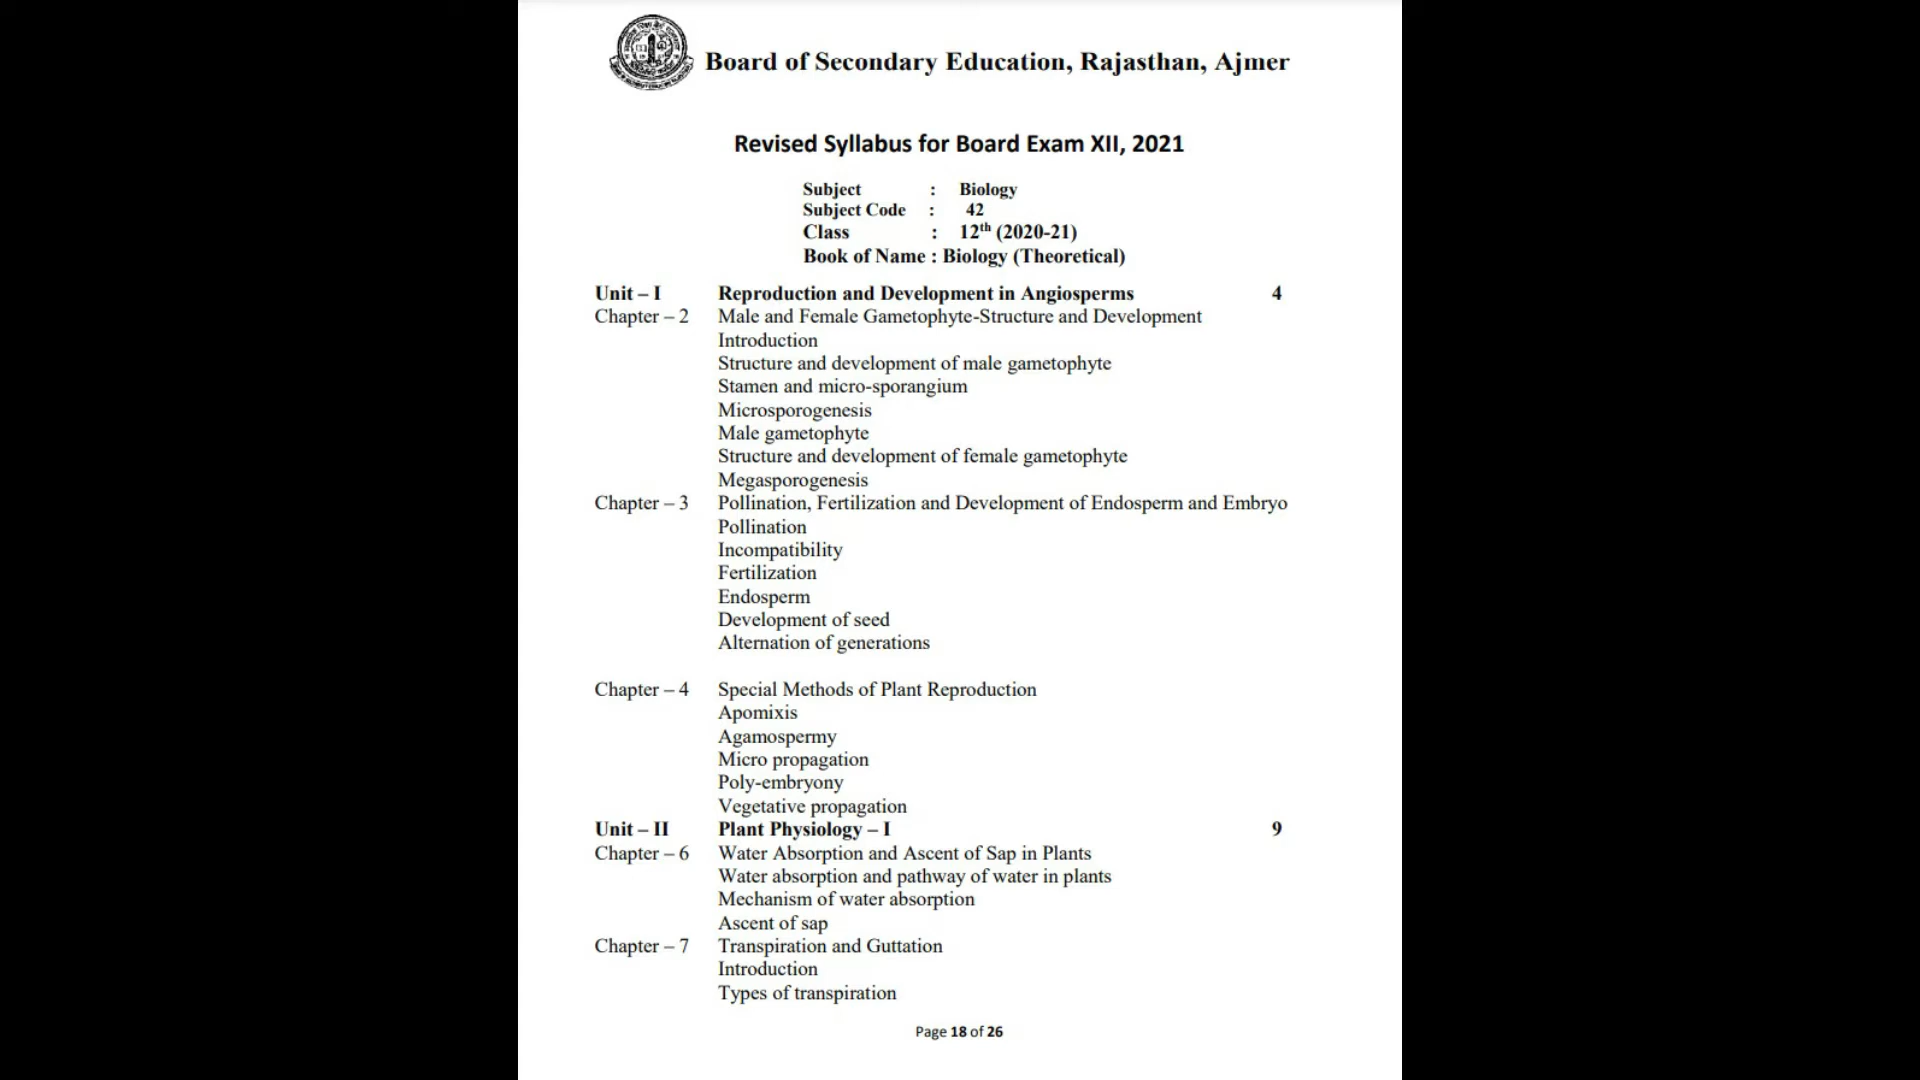 Board of Secondary Education, Rajasthan, Ajmer
Revised Syllabus for Board Exam XII, 2021
Subject : Biology
Subject Code : 42
Class : 12th (2020-21)
Book of Name : Biology (Theoretical)
Unit – I Reproduction and Development in Angiosperms 4
Chapter – 2 Male and Female Gametophyte-Structure and Development
Introduction
Structure and development of male gametophyte
Stamen and micro-sporangium
Microsporogenesis
Male gametophyte
Structure and development of female gametophyte
Megasporogenesis
Chapter – 3 Pollination, Fertilization and Development of Endosperm and Embryo
Pollination
Incompatibility
Fertilization
Endosperm
Development of seed
Alternation of generations
Chapter – 4 Special Methods of Plant Reproduction
Apomixis
Agamospermy
Micro propagation
Poly-embryony
Vegetative propagation
Unit – II Plant Physiology – I 9
Chapter – 6 Water Absorption and Ascent of Sap in Plants
Water absorption and pathway of water in plants
Mechanism of water absorption
Ascent of sap
Chapter – 7 Transpiration and Guttation
Introduction
Types of transpiration
Page 18 of 26